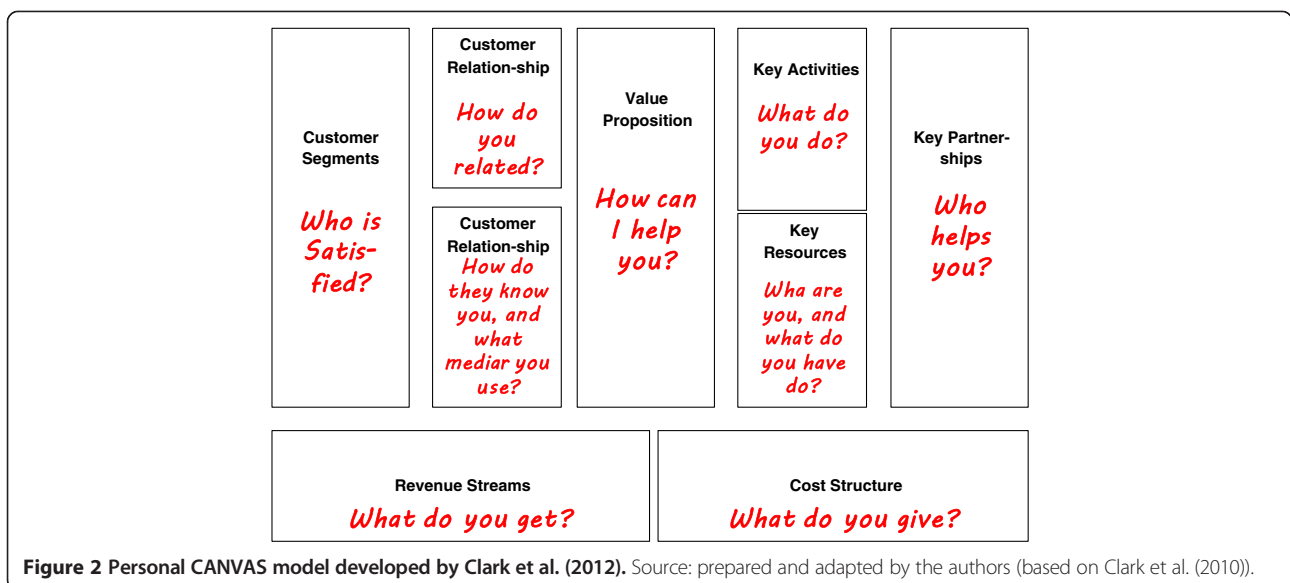 Customer
Segments
Who is
Satis-
fied?
Customer
Relation-ship
How do
you
related?
Customer
Relation-ship
How do
they know
you, and
what
mediar you
use?
Value
Proposition
How can
I help
you?
Key Activities
What do
you do?
Key
Resources
Wha are
you, and
what do
you have
do?
Key Partner-
ships
Who
helps
you?
Revenue Streams
What do you get?
Cost Structure
What do you give?
Figure 2 Personal CANVAS model developed by Clark et al. (2012). Source: prepared and adapted by the authors (based on Clark et al. (2010)).